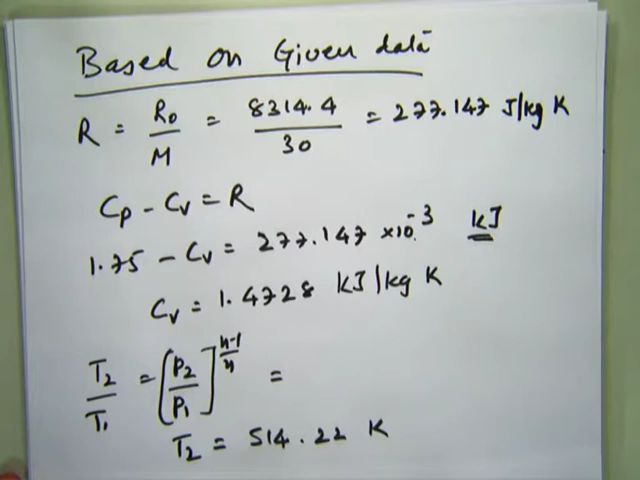 Based on Given data
R = R₀/M = 8314.4/30 = 277.147 J/kg K
Cp - Cv = R
1.75 - Cv = 277.147 × 10⁻³ kJ
Cv = 1.4728 kJ/kg K
T₂/T₁ = [P₂/P₁]^(n-1)/n =
T₂ = 514.22 K